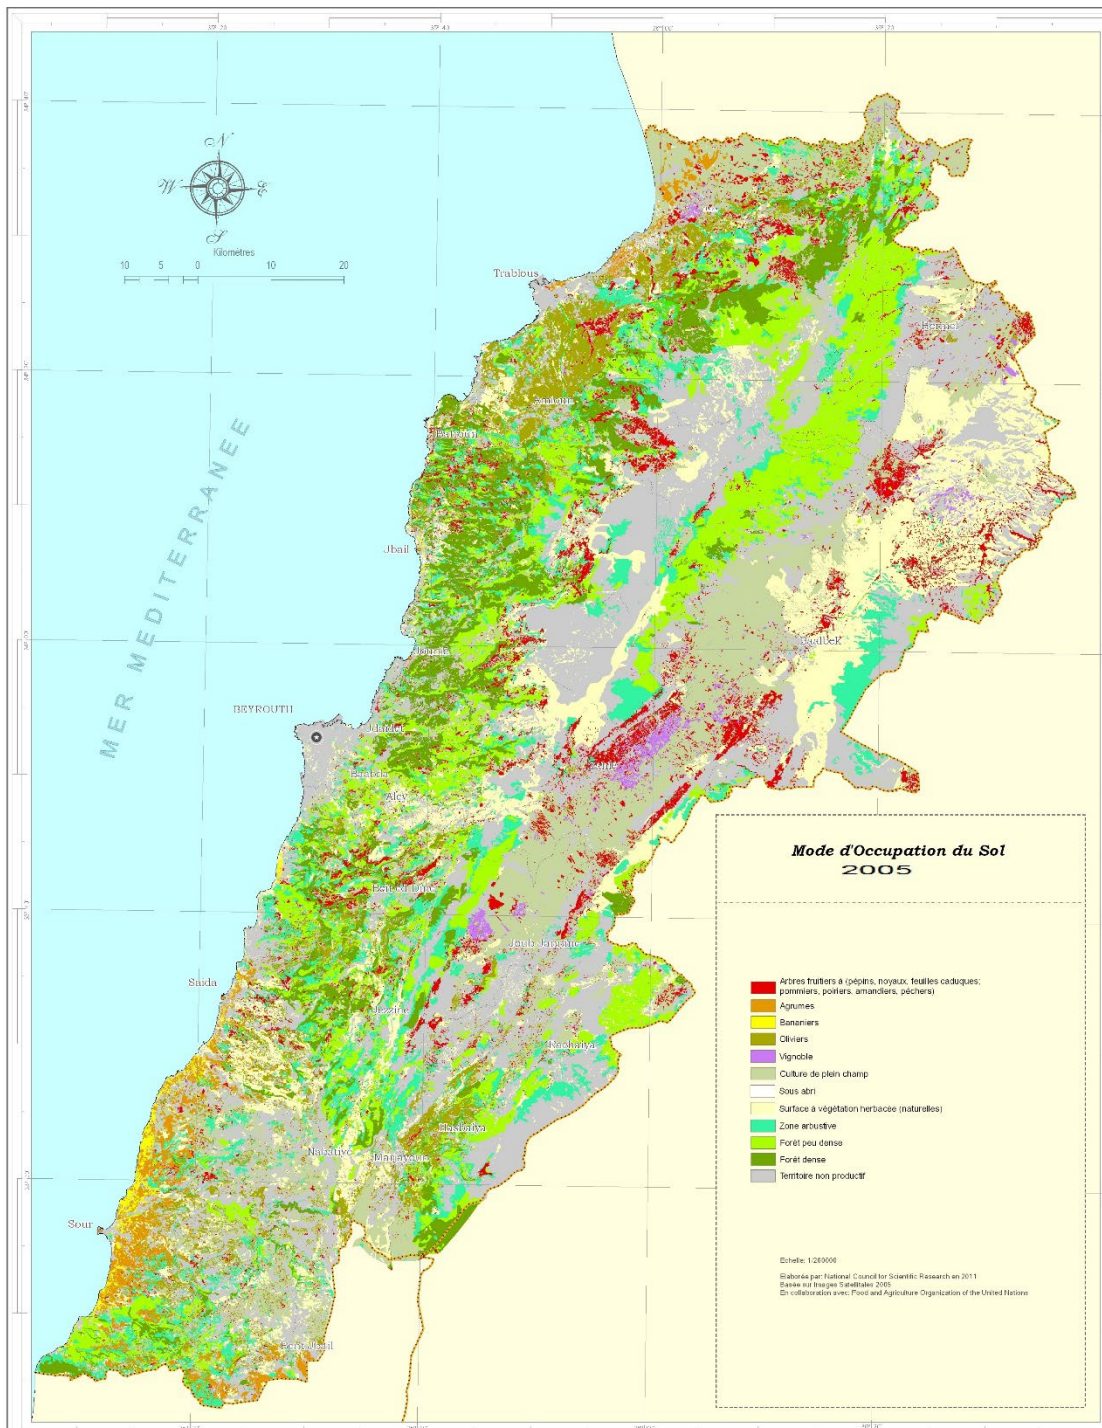 N
W
E
S
Kilomètres
10 5 0 10 20
Trablous
Hermel
Amioun
Batroun
Jbail
MER MEDITERRANEE
Baalbek
Jounie
BEYROUTH
Jdaidet
Baabda
Aley
Mode d'Occupation du Sol
2005
Joub Jannine
Saida
Jezzine
Rachaiya
Hasbaiya
Nabatiye
Marjayoun
Sour
Bent Jbail
Arbres fruitiers à (pépins, noyaux, feuilles caduques;
pommiers, poiriers, amandiers, pêchers)
Agrumes
Bananiers
Oliviers
Vignoble
Culture de plein champ
Sous abri
Surface à végétation herbacée (naturelles)
Zone arbustive
Forêt peu dense
Forêt dense
Territoire non productif
Echelle: 1/200000
Elaborée par: National Council for Scientific Research en 2011
Basée sur Images Satellitales 2005
En collaboration avec: Food and Agriculture Organization of the United Nations